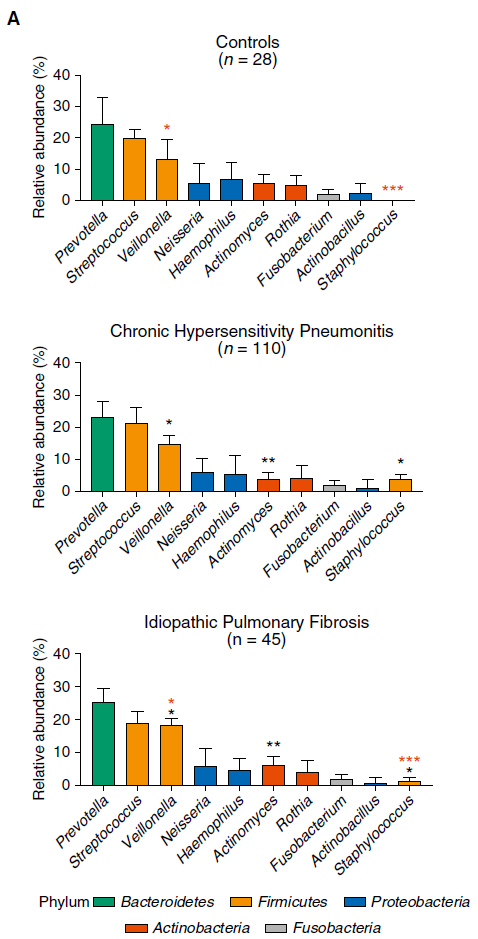 A
Controls
(n = 28)
Relative abundance (%)
40
30
20
10
0
*
***
Prevotella
Streptococcus
Veillonella
Neisseria
Haemophilus
Actinomyces
Rothia
Fusobacterium
Actinobacillus
Staphylococcus
Chronic Hypersensitivity Pneumonitis
(n = 110)
Relative abundance (%)
40
30
20
10
0
*
**
*
Prevotella
Streptococcus
Veillonella
Neisseria
Haemophilus
Actinomyces
Rothia
Fusobacterium
Actinobacillus
Staphylococcus
Idiopathic Pulmonary Fibrosis
(n = 45)
Relative abundance (%)
40
30
20
10
0
*
*
**
***
*
Prevotella
Streptococcus
Veillonella
Neisseria
Haemophilus
Actinomyces
Rothia
Fusobacterium
Actinobacillus
Staphylococcus
Phylum Bacteroidetes Firmicutes Proteobacteria
Actinobacteria Fusobacteria